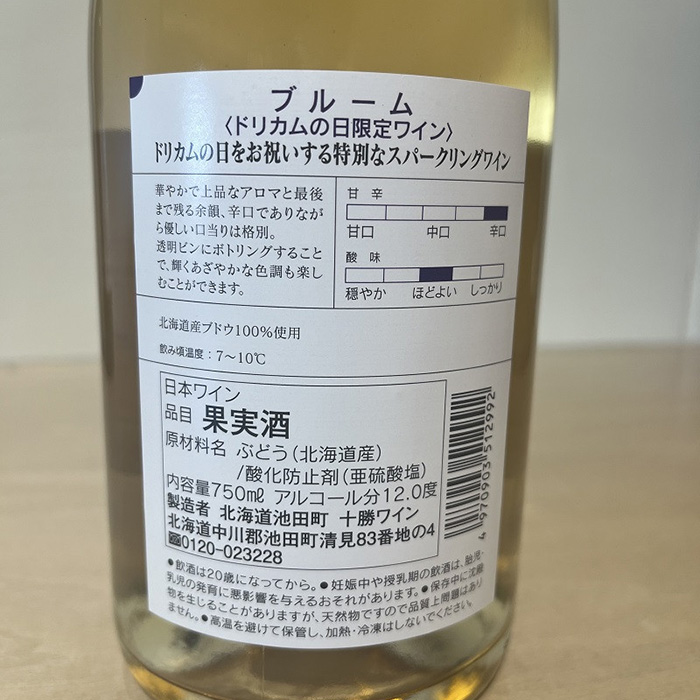 ブルーム
〈ドリカムの日限定ワイン〉
ドリカムの日をお祝いする特別なスパークリングワイン
華やかで上品なアロマと最後
まで残る余韻、辛口でありなが
ら優しい口当りは格別。
透明ビンにボトリングすること
で、輝くあざやかな色調も楽し
むことができます。
甘 辛
甘口 中口 辛口
酸 味
穏やか ほどよい しっかり
北海道産ブドウ100%使用
飲み頃温度：7～10℃
日本ワイン
品目 果実酒
原材料名 ぶどう（北海道産）
/酸化防止剤（亜硫酸塩）
内容量750mℓ アルコール分12.0度
製造者 北海道池田町 十勝ワイン
北海道中川郡池田町清見83番地の4
0120-023228
4 970903 512992
●飲酒は20歳になってから。●妊娠中や授乳期の飲酒は、胎児・
乳児の発育に悪影響を与えるおそれがあります。●保存中に沈殿
物を生じることがありますが、天然物ですので品質上問題はあり
ません。●高温を避けて保管し、加熱・冷凍はしないでください。